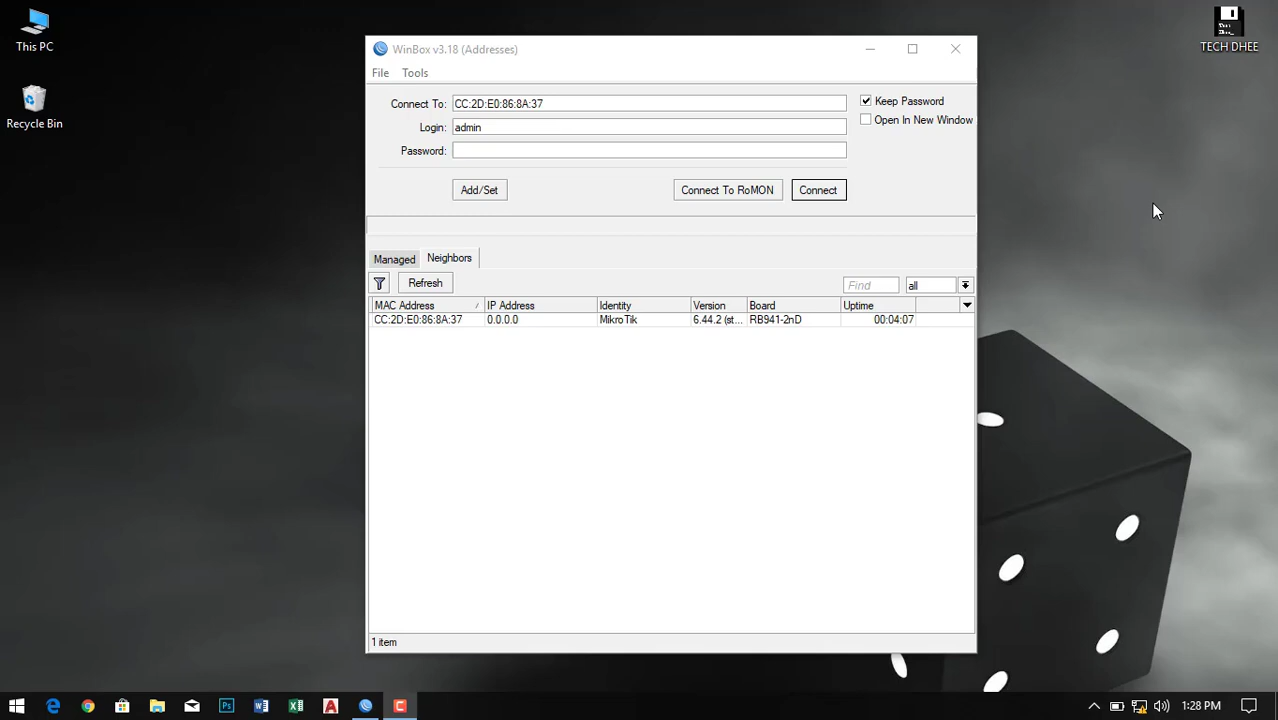 This PC
Recycle Bin
TECH DHEE
WinBox v3.18 (Addresses)
File Tools
Connect To: CC:2D:E0:86:8A:37
Keep Password
Login: admin
Open In New Window
Password:
Add/Set Connect To RoMON Connect
Managed Neighbors
Refresh Find all
MAC Address IP Address Identity Version Board Uptime
CC:2D:E0:86:8A:37 0.0.0.0 MikroTik 6.44.2 (st... RB941-2nD 00:04:07
1 item
1:28 PM